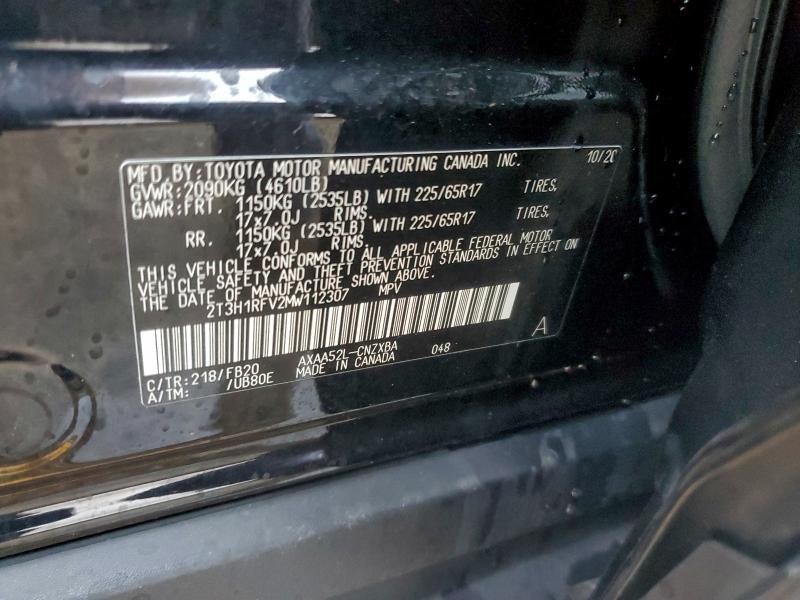 MFD.BY:TOYOTA MOTOR MANUFACTURING CANADA INC. 10/20
GVWR:2090KG (4610LB)
GAWR:FRT. 1150KG (2535LB) WITH 225/65R17 TIRES,
17x7.0J RIMS.
RR. 1150KG (2535LB) WITH 225/65R17 TIRES,
17x7.0J RIMS.
THIS VEHICLE CONFORMS TO ALL APPLICABLE FEDERAL MOTOR
VEHICLE SAFETY AND THEFT PREVENTION STANDARDS IN EFFECT ON
THE DATE OF MANUFACTURE SHOWN ABOVE.
2T3H1RFV2MW112307 MPV
C/TR:218/FB20 AXAA52L-CNZXBA 048 A
A/TM: /UB80E MADE IN CANADA